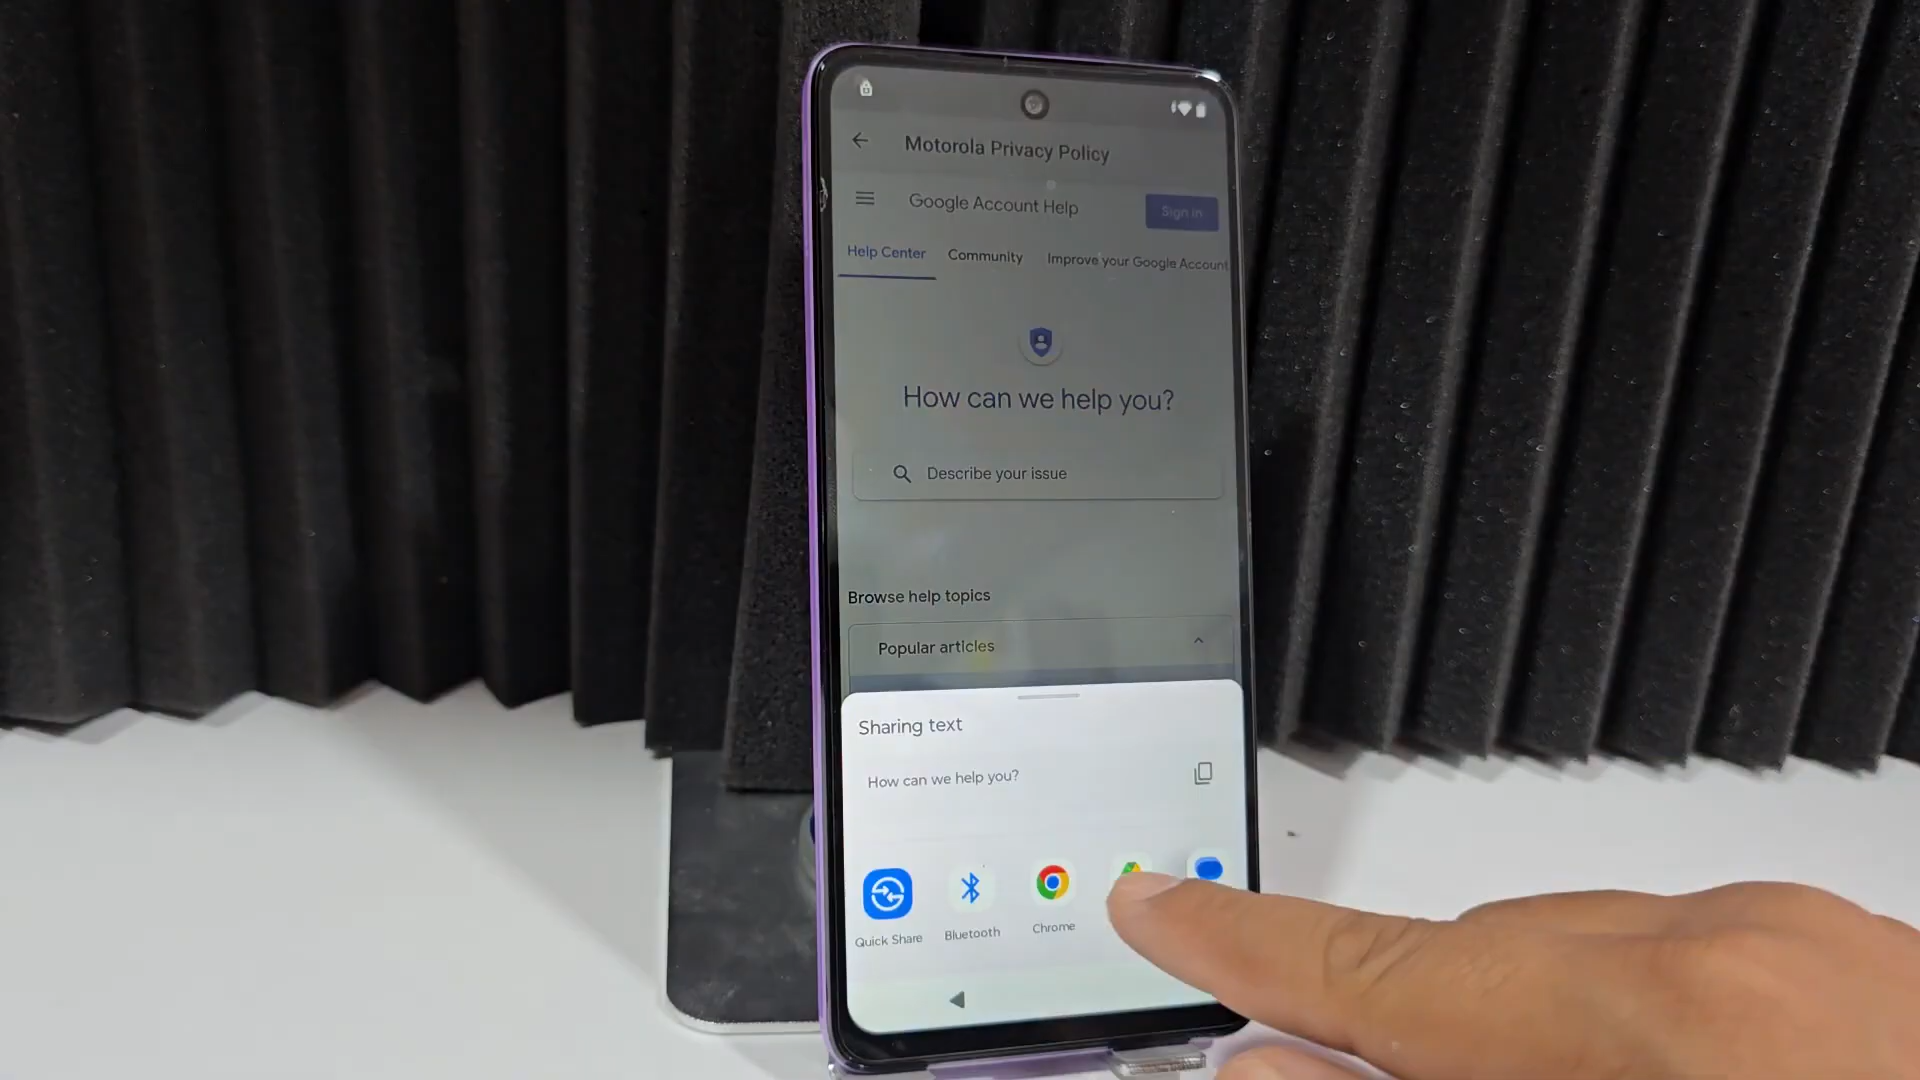 Motorola Privacy Policy
Google Account Help
Sign in
Help Center
Community
Improve your Google Account
How can we help you?
Describe your issue
Browse help topics
Popular articles
Sharing text
How can we help you?
Quick Share
Bluetooth
Chrome